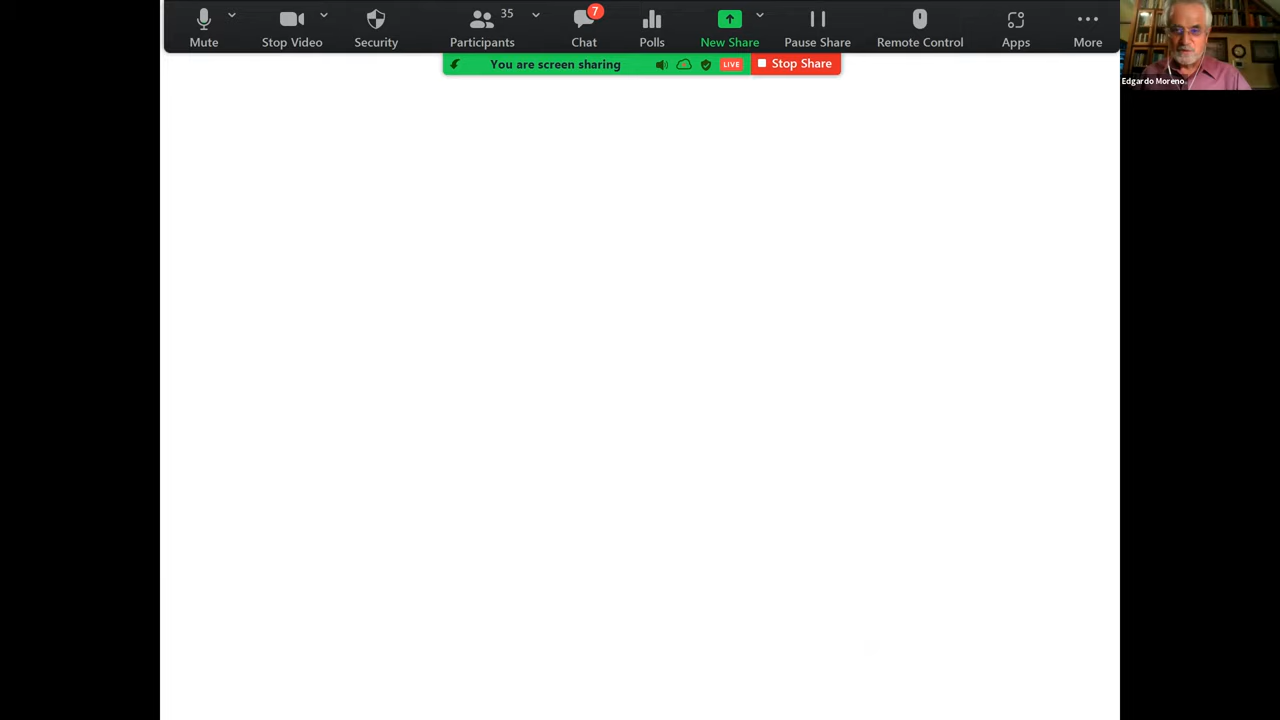 35
7
Mute
Stop Video
Security
Participants
Chat
Polls
New Share
Pause Share
Remote Control
Apps
More
You are screen sharing
LIVE
Stop Share
Edgardo Moreno